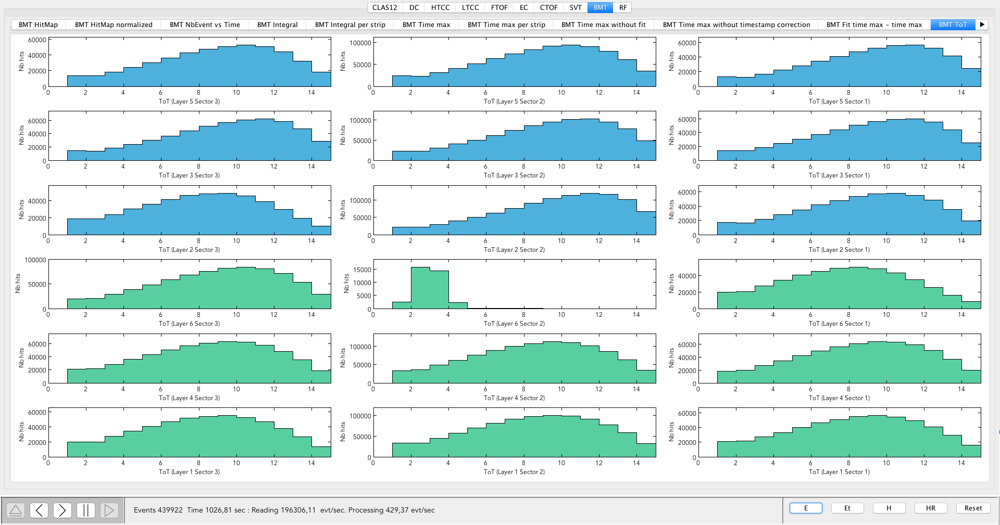 CLAS12 DC HTCC LTCC FTOF EC CTOF SVT BMT RF
BMT HitMap BMT HitMap normalized BMT NbEvent vs Time BMT Integral BMT Integral per strip BMT Time max BMT Time max per strip BMT Time max without fit BMT Time max without timestamp correction BMT Fit time max - time max BMT ToT
60000 40000 20000 0
Nb hits
0 2 4 6 8 10 12 14
ToT (Layer 5 Sector 3)
100000 50000 0
Nb hits
0 2 4 6 8 10 12 14
ToT (Layer 5 Sector 2)
60000 40000 20000 0
Nb hits
0 2 4 6 8 10 12 14
ToT (Layer 5 Sector 1)
60000 40000 20000 0
Nb hits
0 2 4 6 8 10 12 14
ToT (Layer 3 Sector 3)
100000 50000 0
Nb hits
0 2 4 6 8 10 12 14
ToT (Layer 3 Sector 2)
60000 40000 20000 0
Nb hits
0 2 4 6 8 10 12 14
ToT (Layer 3 Sector 1)
40000 20000 0
Nb hits
0 2 4 6 8 10 12 14
ToT (Layer 2 Sector 3)
100000 50000 0
Nb hits
0 2 4 6 8 10 12 14
ToT (Layer 2 Sector 2)
60000 40000 20000 0
Nb hits
0 2 4 6 8 10 12 14
ToT (Layer 2 Sector 1)
100000 50000 0
Nb hits
0 2 4 6 8 10 12 14
ToT (Layer 6 Sector 3)
15000 10000 5000 0
Nb hits
0 2 4 6 8 10 12 14
ToT (Layer 6 Sector 2)
40000 20000 0
Nb hits
0 2 4 6 8 10 12 14
ToT (Layer 6 Sector 1)
60000 40000 20000 0
Nb hits
0 2 4 6 8 10 12 14
ToT (Layer 4 Sector 3)
100000 50000 0
Nb hits
0 2 4 6 8 10 12 14
ToT (Layer 4 Sector 2)
60000 40000 20000 0
Nb hits
0 2 4 6 8 10 12 14
ToT (Layer 4 Sector 1)
60000 40000 20000 0
Nb hits
0 2 4 6 8 10 12 14
ToT (Layer 1 Sector 3)
100000 50000 0
Nb hits
0 2 4 6 8 10 12 14
ToT (Layer 1 Sector 2)
60000 40000 20000 0
Nb hits
0 2 4 6 8 10 12 14
ToT (Layer 1 Sector 1)
Events 439922 Time 1026,81 sec : Reading 196306,11 evt/sec. Processing 429,37 evt/sec
E Et H HR Reset